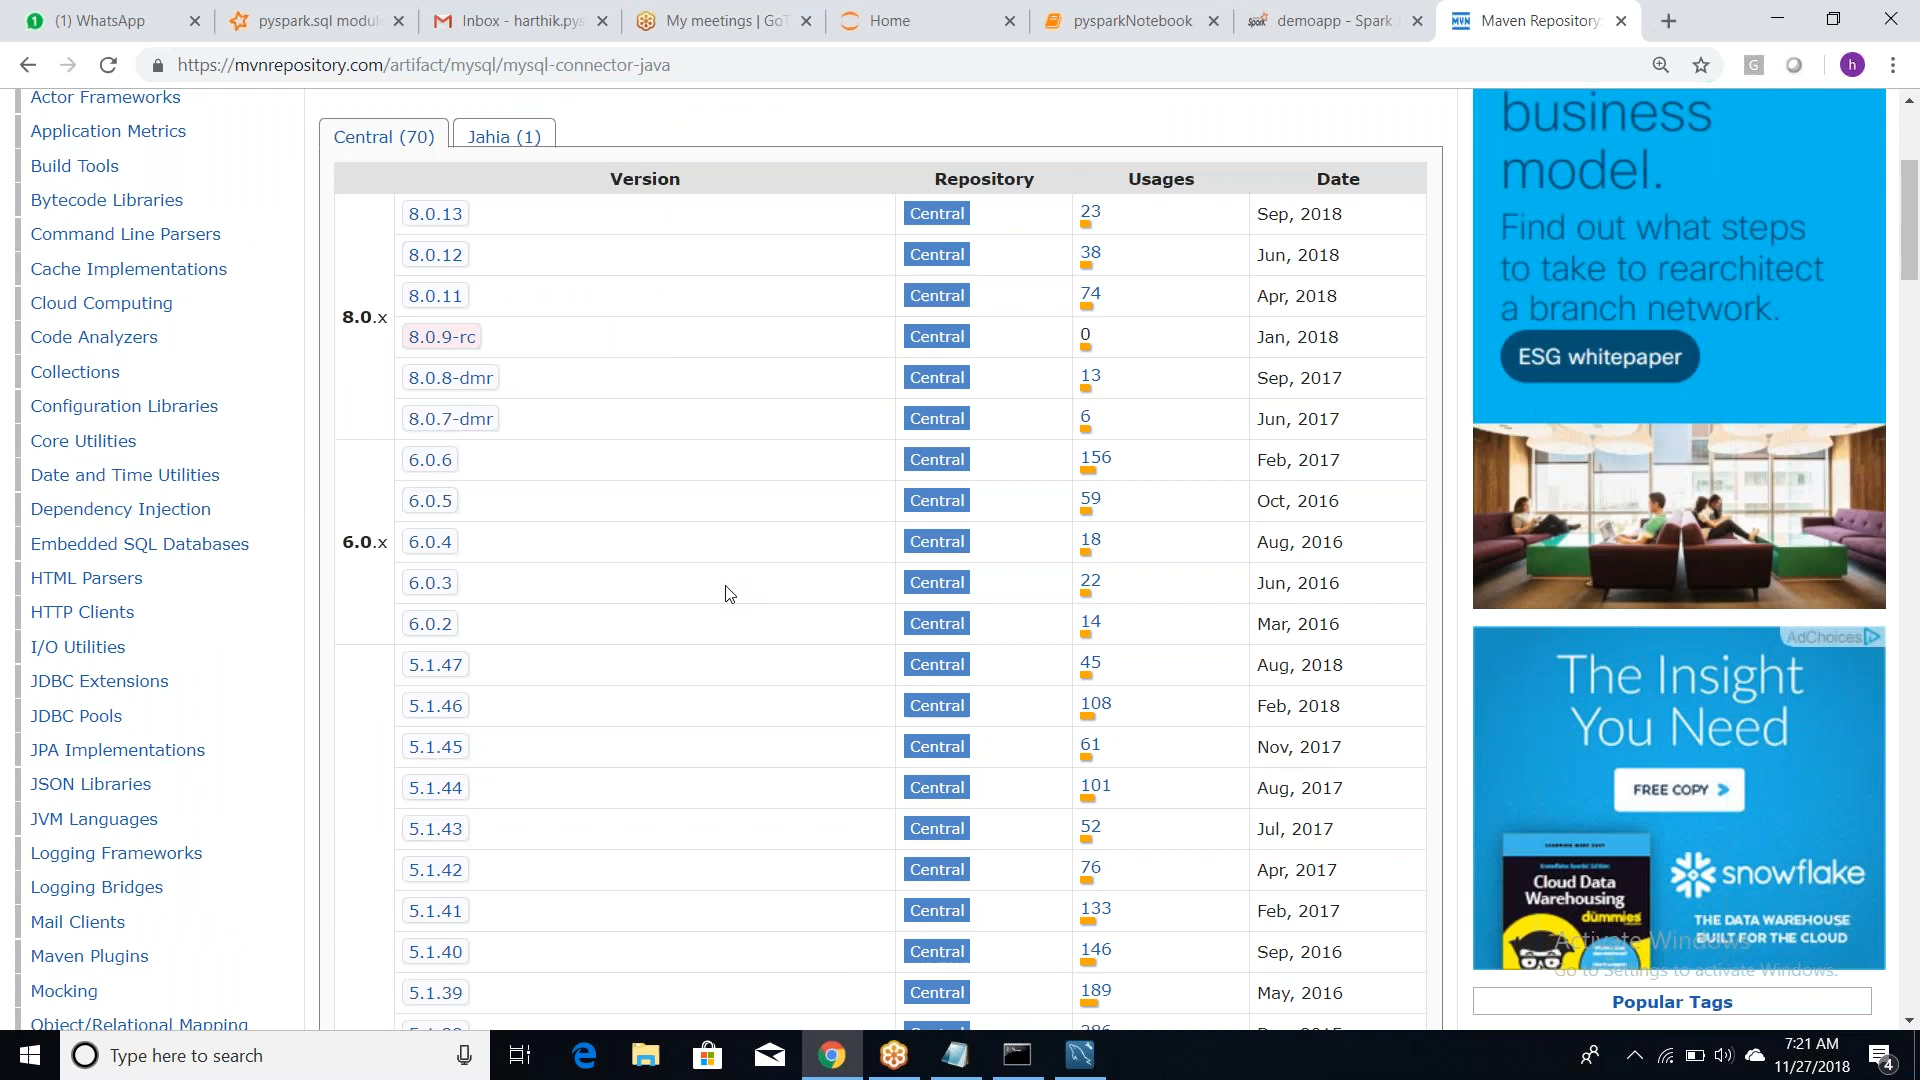 (1) WhatsApp
pyspark.sql modul
Inbox - harthik.pys
My meetings | GoT
Home
pysparkNotebook
demoapp - Spark
Maven Repository:
https://mvnrepository.com/artifact/mysql/mysql-connector-java
G
h
Actor Frameworks
Application Metrics
Build Tools
Bytecode Libraries
Command Line Parsers
Cache Implementations
Cloud Computing
Code Analyzers
Collections
Configuration Libraries
Core Utilities
Date and Time Utilities
Dependency Injection
Embedded SQL Databases
HTML Parsers
HTTP Clients
I/O Utilities
JDBC Extensions
JDBC Pools
JPA Implementations
JSON Libraries
JVM Languages
Logging Frameworks
Logging Bridges
Mail Clients
Maven Plugins
Mocking
Object/Relational Mapping
Central (70) Jahia (1)
Version Repository Usages Date
8.0.x
8.0.13 Central 23 Sep, 2018
8.0.12 Central 38 Jun, 2018
8.0.11 Central 74 Apr, 2018
8.0.9-rc Central 0 Jan, 2018
8.0.8-dmr Central 13 Sep, 2017
8.0.7-dmr Central 6 Jun, 2017
6.0.x
6.0.6 Central 156 Feb, 2017
6.0.5 Central 59 Oct, 2016
6.0.4 Central 18 Aug, 2016
6.0.3 Central 22 Jun, 2016
6.0.2 Central 14 Mar, 2016
5.1.47 Central 45 Aug, 2018
5.1.46 Central 108 Feb, 2018
5.1.45 Central 61 Nov, 2017
5.1.44 Central 101 Aug, 2017
5.1.43 Central 52 Jul, 2017
5.1.42 Central 76 Apr, 2017
5.1.41 Central 133 Feb, 2017
5.1.40 Central 146 Sep, 2016
5.1.39 Central 189 May, 2016
business
model.
Find out what steps
to take to rearchitect
a branch network.
ESG whitepaper
AdChoices
The Insight
You Need
FREE COPY
LEARNING MADE EASY
Cloud Data
Warehousing
dummies
snowflake
THE DATA WAREHOUSE
BUILT FOR THE CLOUD
Activate Windows
Go to Settings to activate Windows.
Popular Tags
Type here to search
7:21 AM
11/27/2018
4